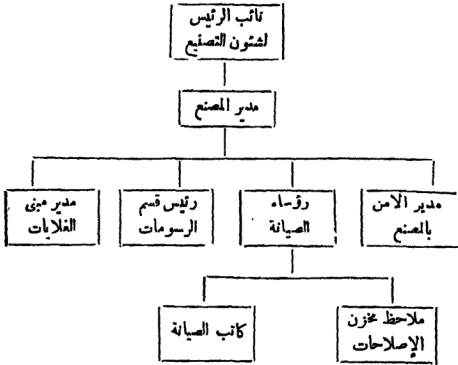 نائب الرئيس
لشئون التصنيع
مدير المصنع
مدير الامن
بالمصنع
رؤساء
الصيانة
رئيس قسم
الرسومات
مدير مبنى
الغلايات
ملاحظ مخزن
الإصلاحات
كاتب الصيانة